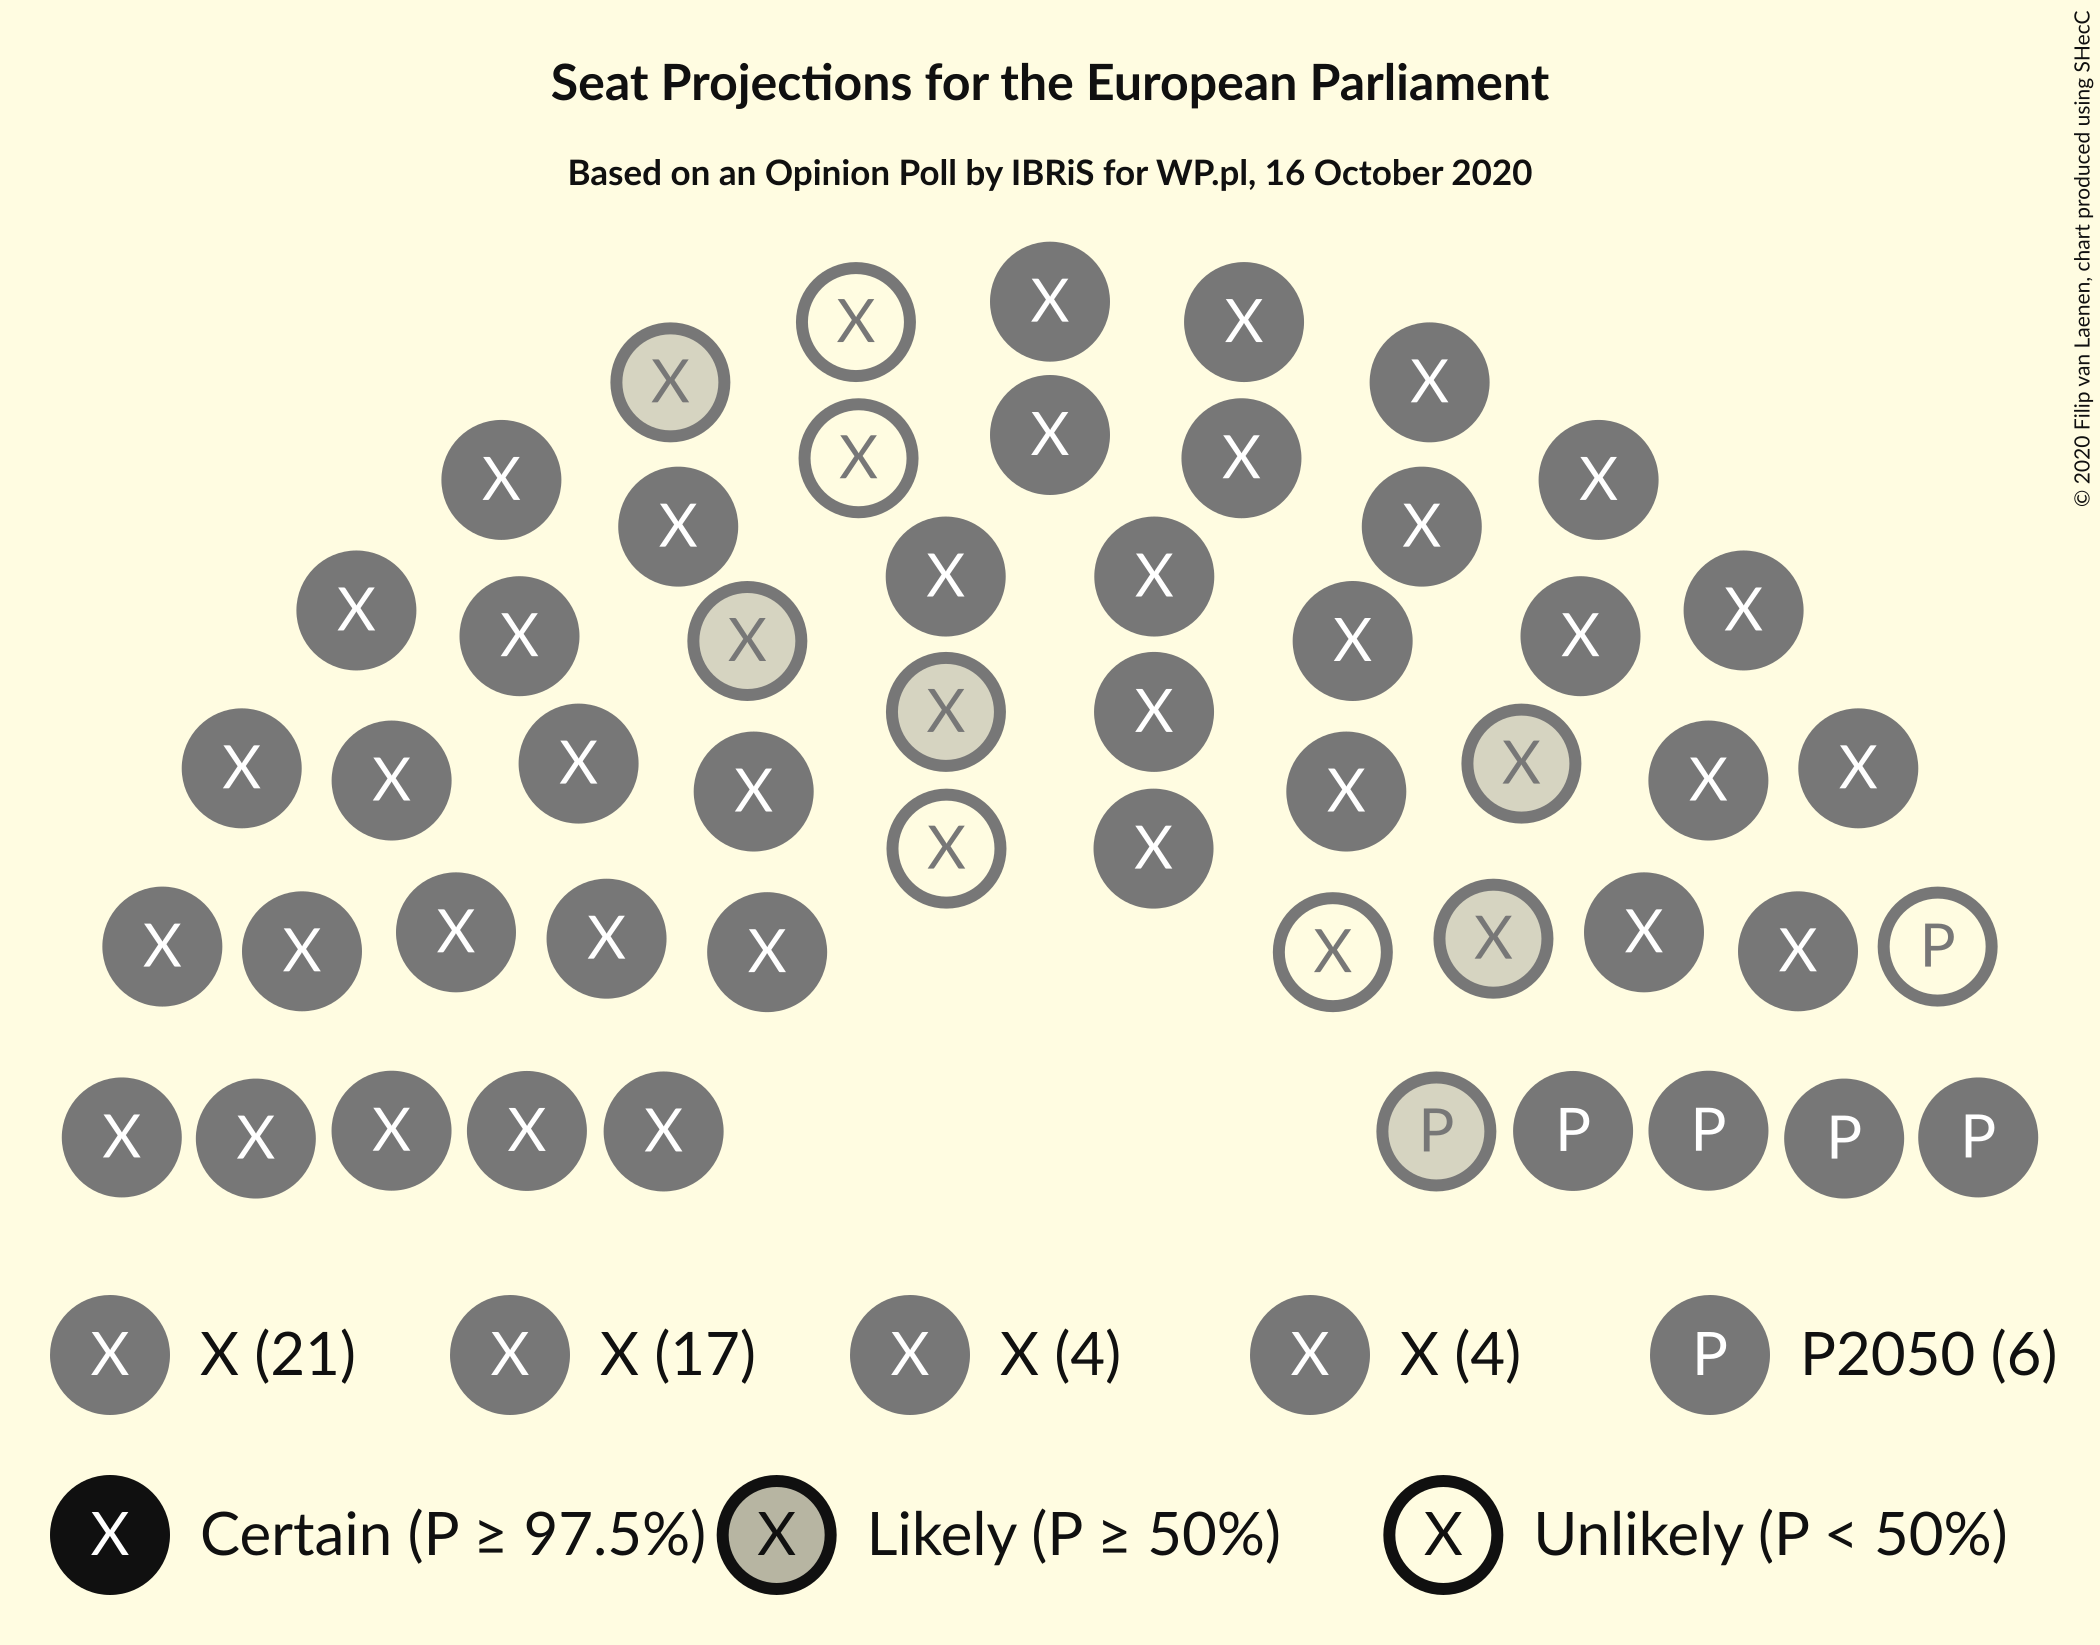 Seat Projections for the European Parliament
Based on an Opinion Poll by IBRiS for WP.pl, 16 October 2020
© 2020 Filip van Laenen, chart produced using SHecC
X X X
X X
X X X
X X
X X
X X
X X X X X X
X X
X X X X X X X X
X X
X X X X X X X X X P
X X X X X P P P P P
X X (21) X X (17) X X (4) X X (4) P P2050 (6)
X Certain (P ≥ 97.5%) X Likely (P ≥ 50%) X Unlikely (P < 50%)